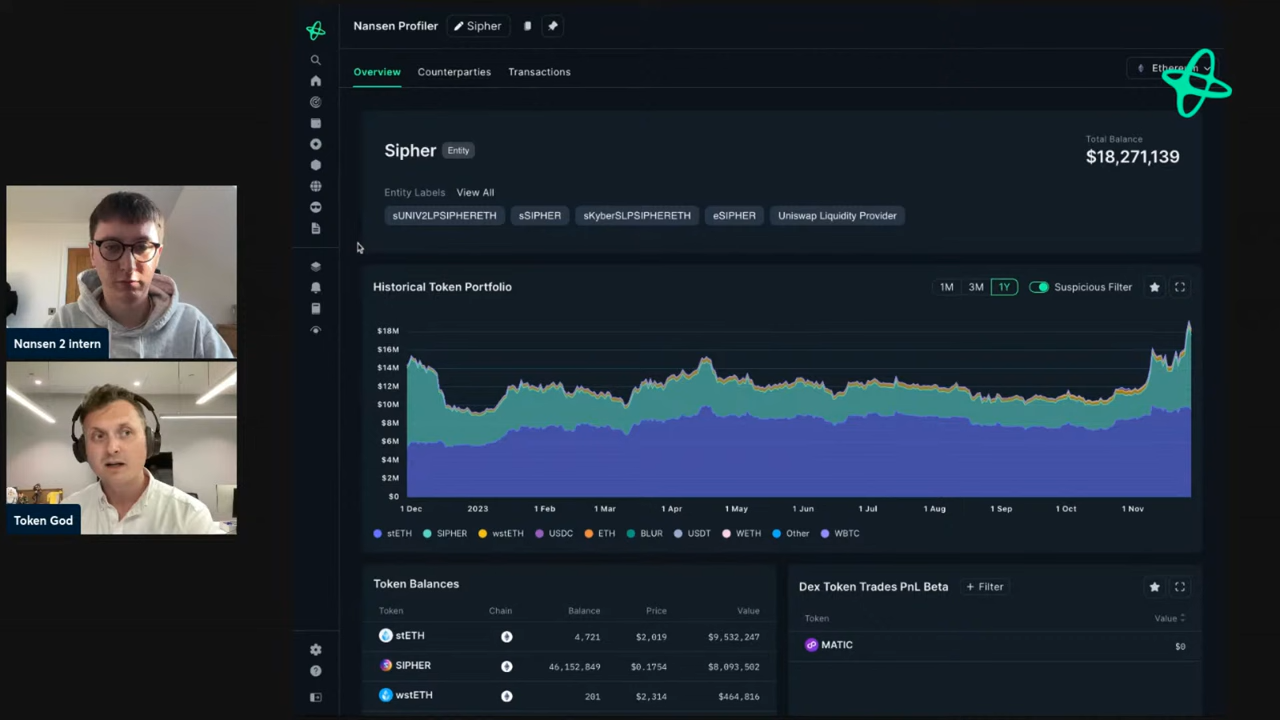 Nansen Profiler Sipher
Overview Counterparties Transactions
Ethereum
Sipher Entity
Total Balance
$18,271,139
Entity Labels View All
sUNIV2LPSIPHERETH sSIPHER sKyberSLPSIPHERETH eSIPHER Uniswap Liquidity Provider
Historical Token Portfolio
1M 3M 1Y Suspicious Filter
$18M
$16M
$14M
$12M
$10M
$8M
$6M
$4M
$2M
$0
1 Dec 2023 1 Feb 1 Mar 1 Apr 1 May 1 Jun 1 Jul 1 Aug 1 Sep 1 Oct 1 Nov
stETH SIPHER wstETH USDC ETH BLUR USDT WETH Other WBTC
Token Balances
Token Chain Balance Price Value
stETH 4,721 $2,019 $9,532,247
SIPHER 46,152,849 $0.1754 $8,093,502
wstETH 201 $2,314 $464,816
Dex Token Trades PnL Beta + Filter
Token Value
MATIC $0
Nansen 2 Intern
Token God